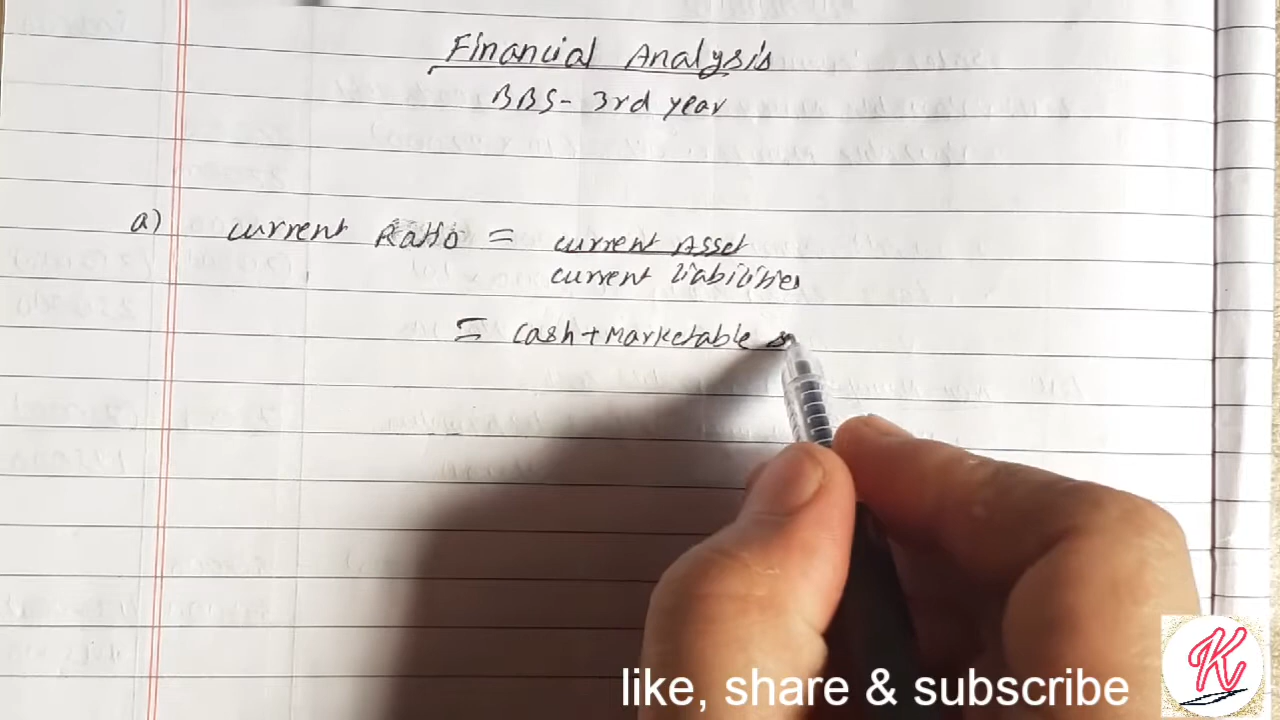 Financial Analysis
BBS- 3rd year
a) current Ratio = current Asset
current liabilities
= cash + Marketable s
like, share & subscribe
K